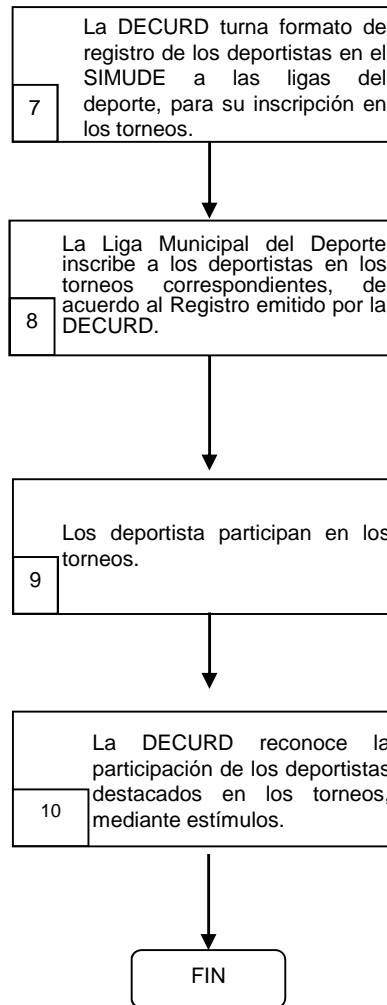 La DECURD turna formato de
registro de los deportistas en el
SIMUDE a las ligas del
deporte, para su inscripción en
los torneos.
7
La Liga Municipal del Deporte
inscribe a los deportistas en los
torneos correspondientes, de
acuerdo al Registro emitido por la
DECURD.
8
Los deportista participan en los
torneos.
9
La DECURD reconoce la
participación de los deportistas
destacados en los torneos,
mediante estímulos.
10
FIN